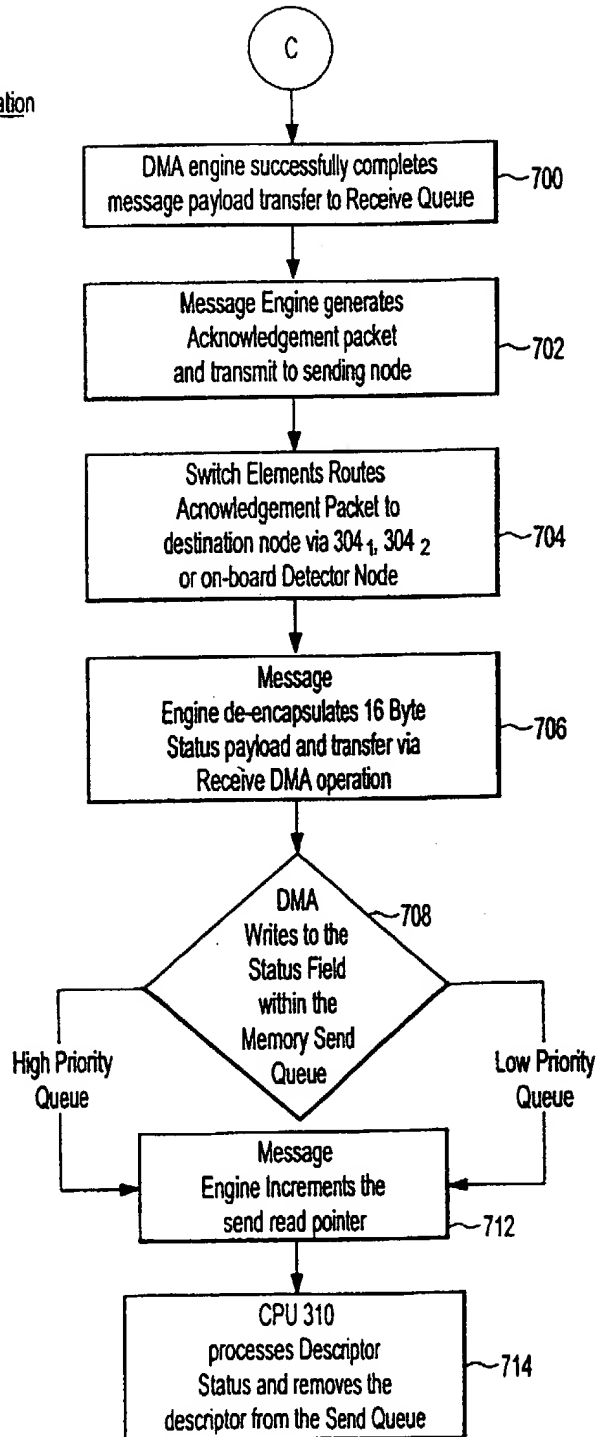 C
DMA engine successfully completes
message payload transfer to Receive Queue
700
Message Engine generates
Acknowledgement packet
and transmit to sending node
702
Switch Elements Routes
Acnowledgement Packet to
destination node via 304 1, 304 2
or on-board Detector Node
704
Message
Engine de-encapsulates 16 Byte
Status payload and transfer via
Receive DMA operation
706
DMA
Writes to the
Status Field
within the
Memory Send
Queue
708
High Priority
Queue
Low Priority
Queue
Message
Engine Increments the
send read pointer
712
CPU 310
processes Descriptor
Status and removes the
descriptor from the Send Queue
714